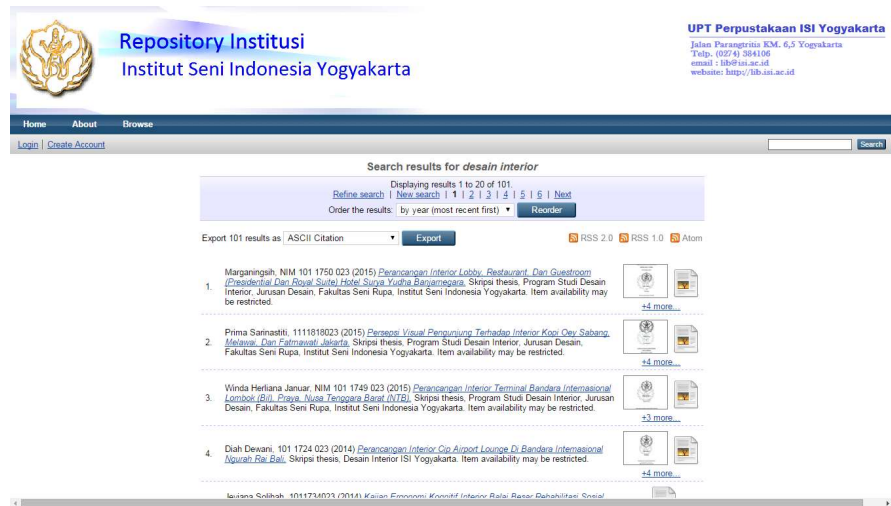 Repository Institusi
Institut Seni Indonesia Yogyakarta
UPT Perpustakaan ISI Yogyakarta
Jalan Parangtritis KM. 6,5 Yogyakarta
Telp. (0274) 384106
email : lib@isi.ac.id
website: http://lib.isi.ac.id
Home About Browse
Login | Create Account Search
Search results for desain interior
Displaying results 1 to 20 of 101.
Refine search | New search | 1 | 2 | 3 | 4 | 5 | 6 | Next
Order the results: by year (most recent first) Reorder
Export 101 results as ASCII Citation Export RSS 2.0 RSS 1.0 Atom
1. Marganingsih, NIM 101 1750 023 (2015) Perancangan Interior Lobby, Restaurant, Dan Guestroom
(Presidential Dan Royal Suite) Hotel Surya Yudha Banjarnegara. Skripsi thesis, Program Studi Desain
Interior, Jurusan Desain, Fakultas Seni Rupa, Institut Seni Indonesia Yogyakarta. Item availability may
be restricted.
+4 more...
2. Prima Sarinastiti, 1111818023 (2015) Persepsi Visual Pengunjung Terhadap Interior Kopi Oey Sabang,
Melawai, Dan Fatmawati Jakarta. Skripsi thesis, Program Studi Desain Interior, Jurusan Desain,
Fakultas Seni Rupa, Institut Seni Indonesia Yogyakarta. Item availability may be restricted.
+4 more...
3. Winda Herliana Januar, NIM 101 1749 023 (2015) Perancangan Interior Terminal Bandara Internasional
Lombok (Bil), Praya, Nusa Tenggara Barat (NTB). Skripsi thesis, Program Studi Desain Interior, Jurusan
Desain, Fakultas Seni Rupa, Institut Seni Indonesia Yogyakarta. Item availability may be restricted.
+3 more...
4. Diah Dewani, 101 1724 023 (2014) Perancangan Interior Cip Airport Lounge Di Bandara Internasional
Ngurah Rai Bali. Skripsi thesis, Desain Interior ISI Yogyakarta. Item availability may be restricted.
+4 more...
Jeviana Solihah, 1011734023 (2014) Kajian Ergonomi Kognitif Interior Balai Besar Rehabilitasi Sosial